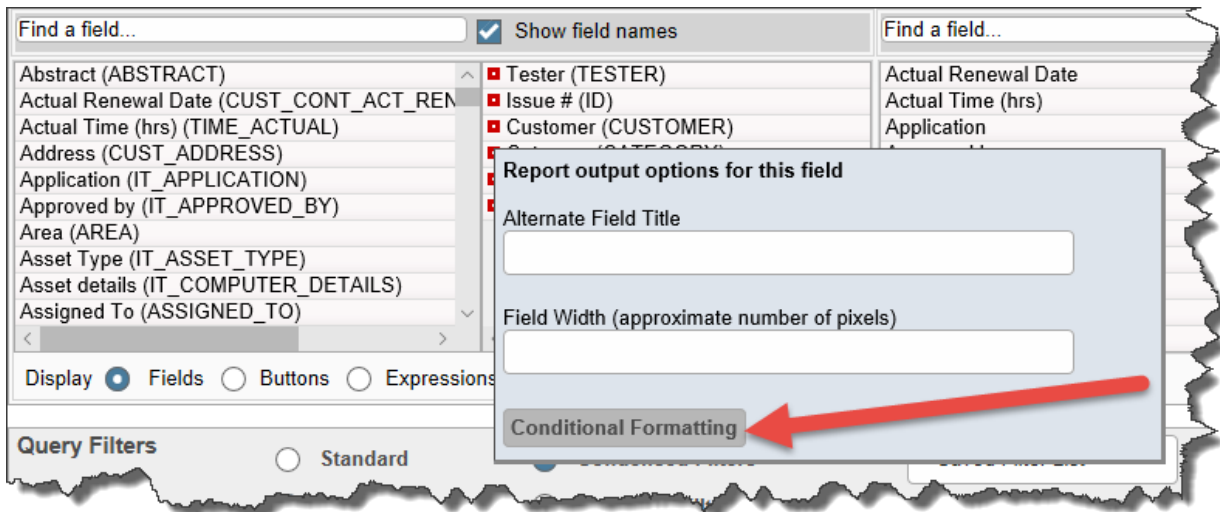 Find a field...
Show field names
Find a field...
Abstract (ABSTRACT)
Actual Renewal Date (CUST_CONT_ACT_REN
Actual Time (hrs) (TIME_ACTUAL)
Address (CUST_ADDRESS)
Application (IT_APPLICATION)
Approved by (IT_APPROVED_BY)
Area (AREA)
Asset Type (IT_ASSET_TYPE)
Asset details (IT_COMPUTER_DETAILS)
Assigned To (ASSIGNED_TO)
Tester (TESTER)
Issue # (ID)
Customer (CUSTOMER)
Actual Renewal Date
Actual Time (hrs)
Application
Report output options for this field
Alternate Field Title
Field Width (approximate number of pixels)
Conditional Formatting
Display Fields Buttons Expressions
Query Filters
Standard